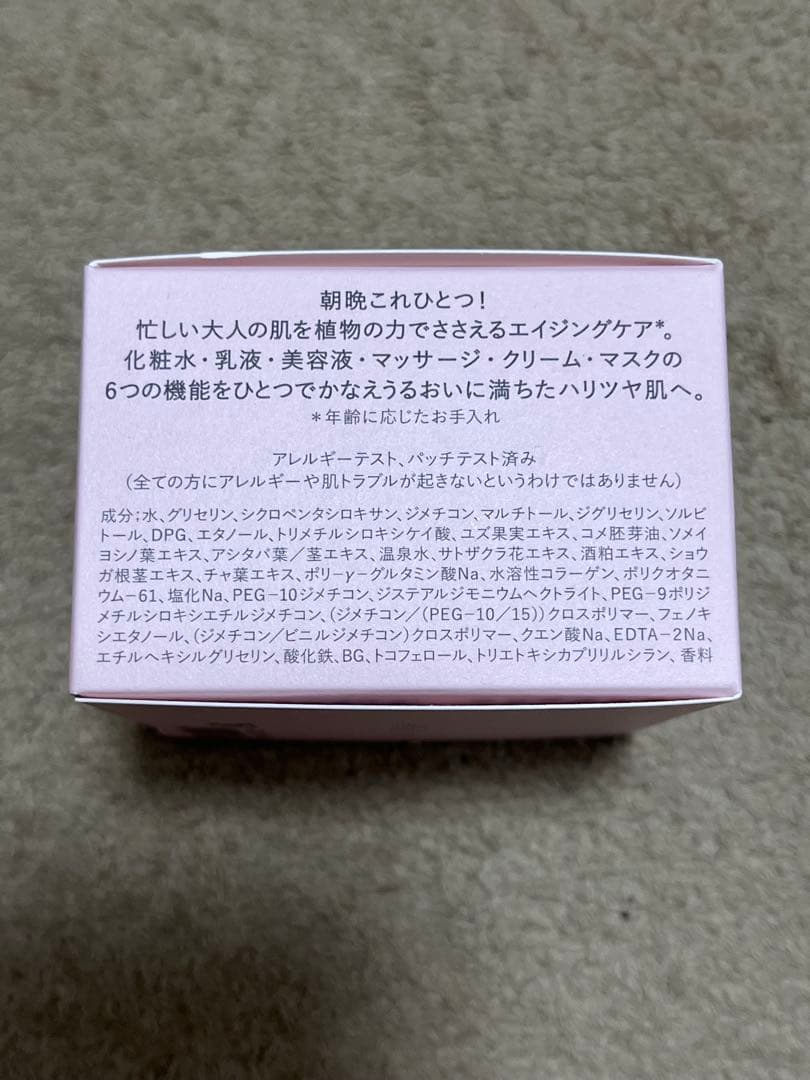 朝晩これひとつ！
忙しい大人の肌を植物の力でささえるエイジングケア*。
化粧水・乳液・美容液・マッサージ・クリーム・マスクの
6つの機能をひとつでかなえうるおいに満ちたハリツヤ肌へ。
*年齢に応じたお手入れ
アレルギーテスト、パッチテスト済み
（全ての方にアレルギーや肌トラブルが起きないというわけではありません）
成分；水、グリセリン、シクロペンタシロキサン、ジメチコン、マルチトール、ジグリセリン、ソルビ
トール、DPG、エタノール、トリメチルシロキシケイ酸、ユズ果実エキス、コメ胚芽油、ソメイ
ヨシノ葉エキス、アシタバ葉／茎エキス、温泉水、サトザクラ花エキス、酒粕エキス、ショウ
ガ根茎エキス、チャ葉エキス、ポリ-γ-グルタミン酸Na、水溶性コラーゲン、ポリクオタニ
ウム-61、塩化Na、PEG-10ジメチコン、ジステアルジモニウムヘクトライト、PEG-9ポリジ
メチルシロキシエチルジメチコン、（ジメチコン／（PEG-10／15））クロスポリマー、フェノキ
シエタノール、（ジメチコン／ビニルジメチコン）クロスポリマー、クエン酸Na、EDTA-2Na、
エチルヘキシルグリセリン、酸化鉄、BG、トコフェロール、トリエトキシカプリリルシラン、香料